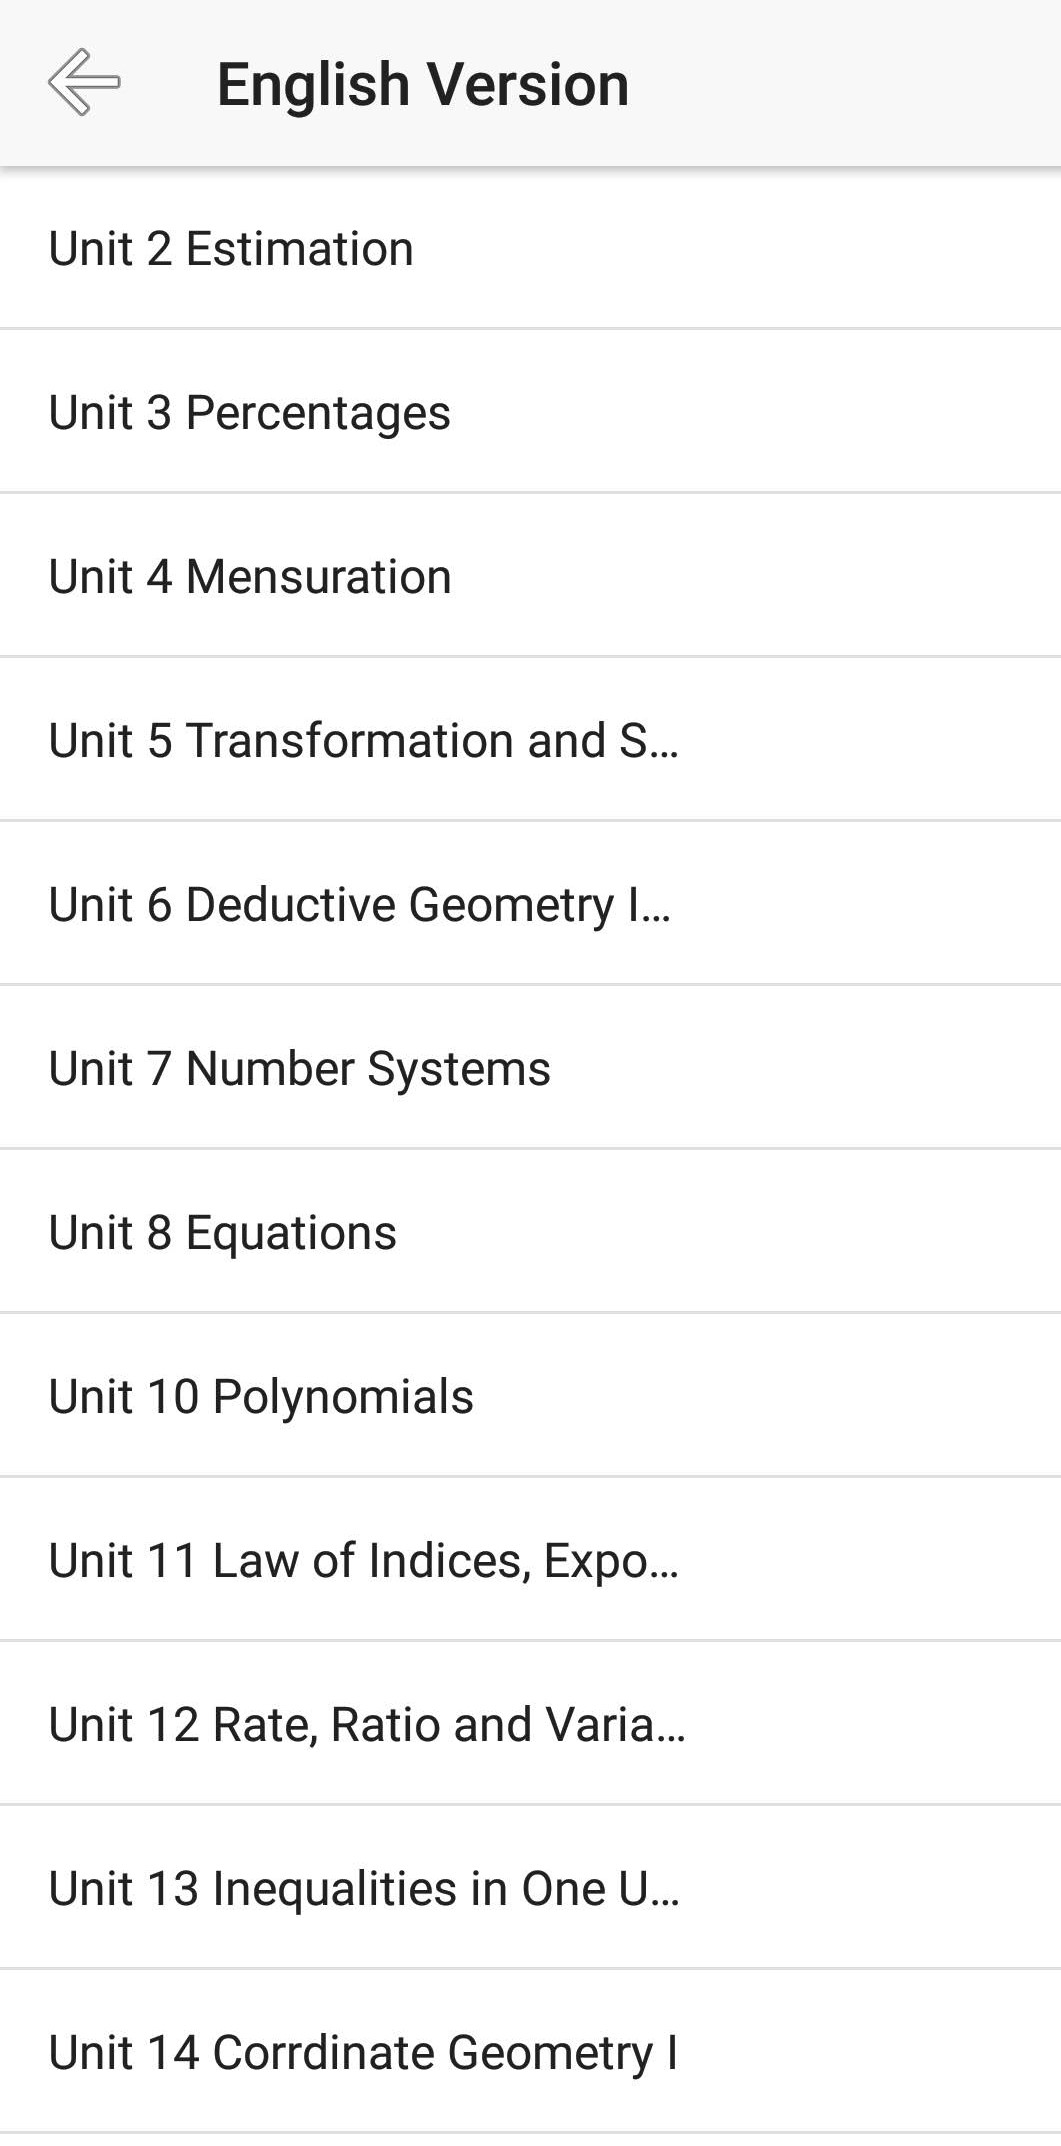 English Version
Unit 2 Estimation
Unit 3 Percentages
Unit 4 Mensuration
Unit 5 Transformation and S...
Unit 6 Deductive Geometry I...
Unit 7 Number Systems
Unit 8 Equations
Unit 10 Polynomials
Unit 11 Law of Indices, Expo...
Unit 12 Rate, Ratio and Varia...
Unit 13 Inequalities in One U...
Unit 14 Corrdinate Geometry I